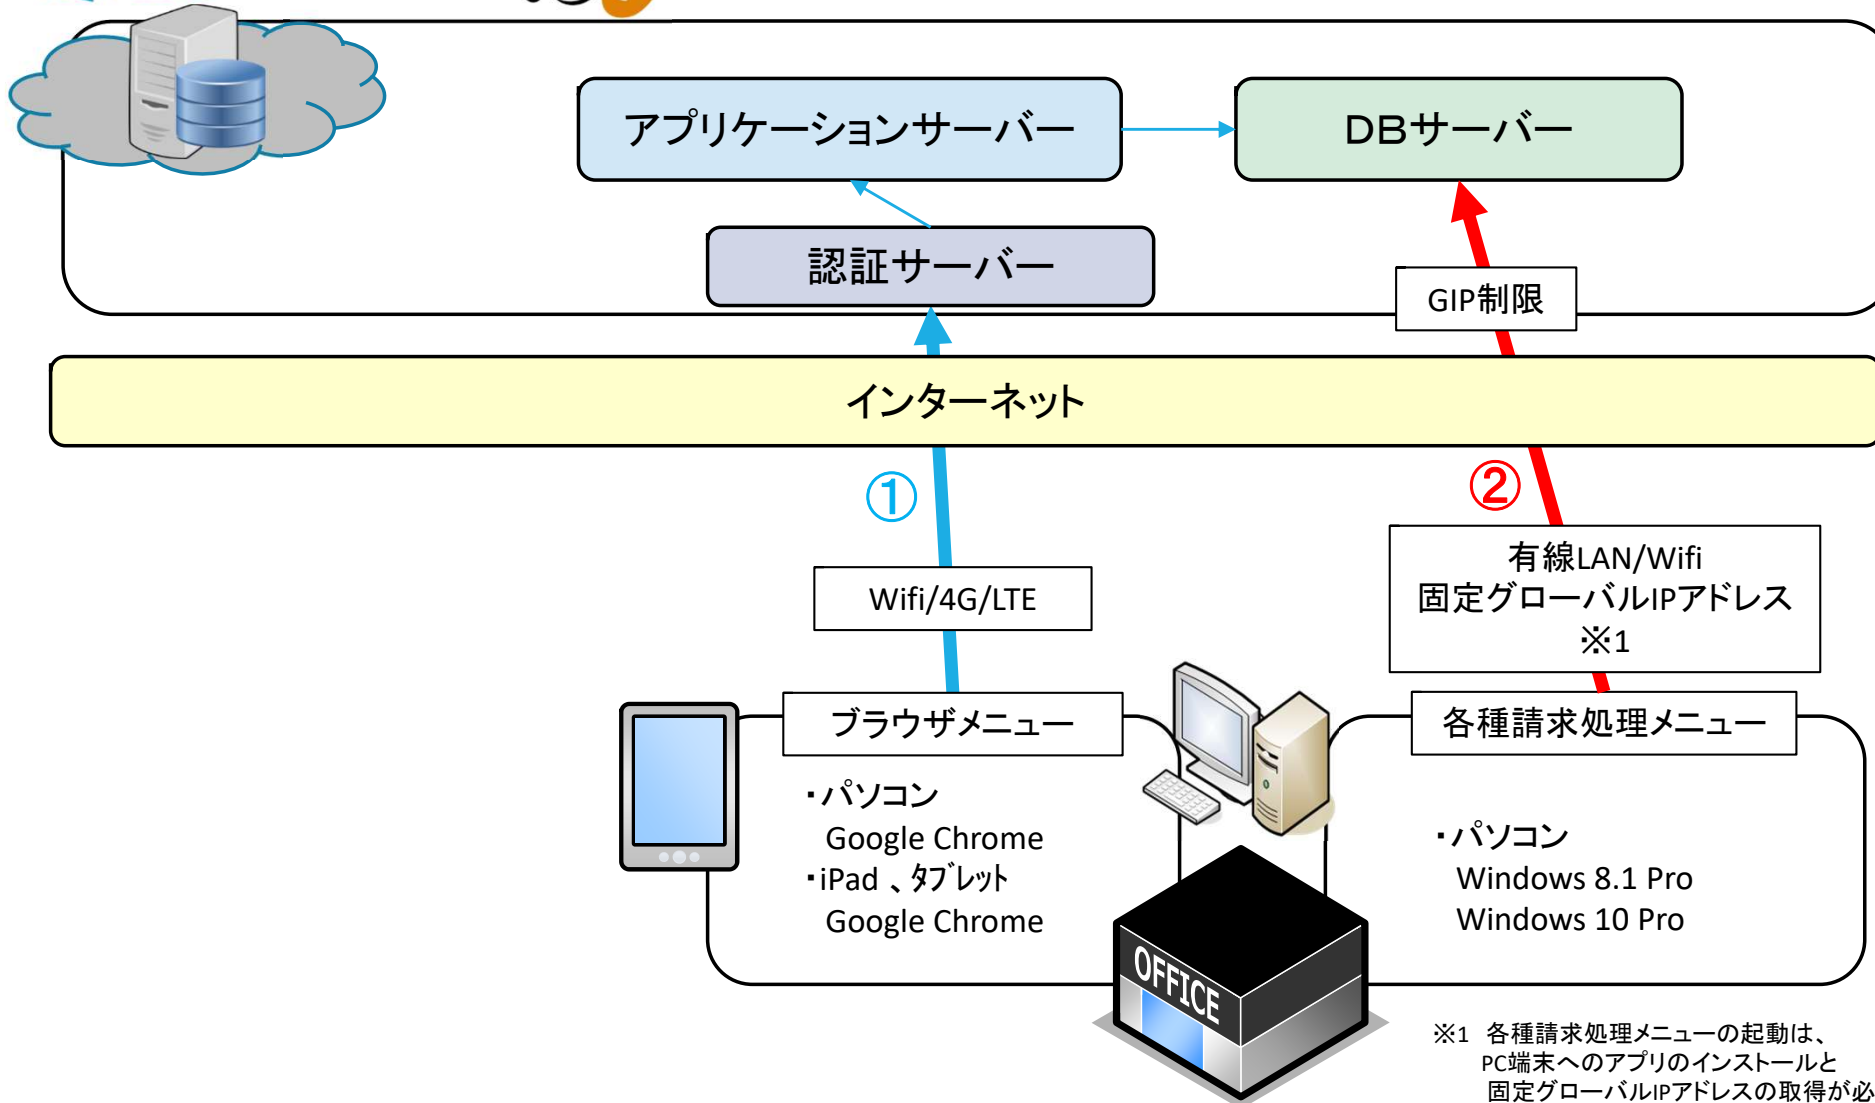 アプリケーションサーバー
DBサーバー
認証サーバー
GIP制限
インターネット
①
②
有線LAN/Wifi
固定グローバルIPアドレス
※1
Wifi/4G/LTE
ブラウザメニュー
各種請求処理メニュー
・パソコン
Google Chrome
・iPad 、タブレット
Google Chrome
・パソコン
Windows 8.1 Pro
Windows 10 Pro
OFFICE
※1 各種請求処理メニューの起動は、
PC端末へのアプリのインストールと
固定グローバルIPアドレスの取得が必